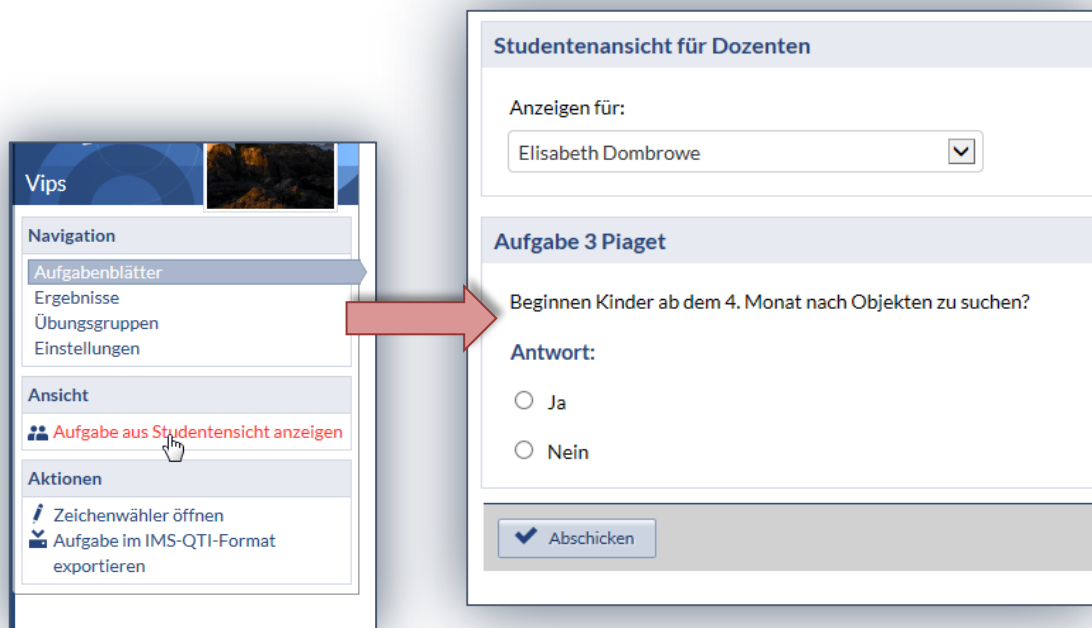 Vips
Navigation
Aufgabenblätter
Ergebnisse
Übungsgruppen
Einstellungen
Ansicht
Aufgabe aus Studentensicht anzeigen
Aktionen
Zeichenwähler öffnen
Aufgabe im IMS-QTI-Format
exportieren
Studentenansicht für Dozenten
Anzeigen für:
Elisabeth Dombrowe
Aufgabe 3 Piaget
Beginnen Kinder ab dem 4. Monat nach Objekten zu suchen?
Antwort:
Ja
Nein
Abschicken